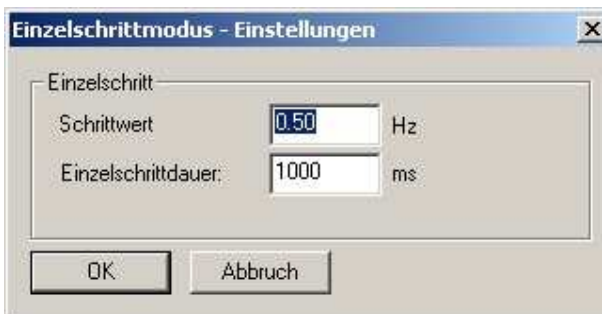 Einzelschrittmodus - Einstellungen
Einzelschritt
Schrittwert 0.50 Hz
Einzelschrittdauer: 1000 ms
OK Abbruch